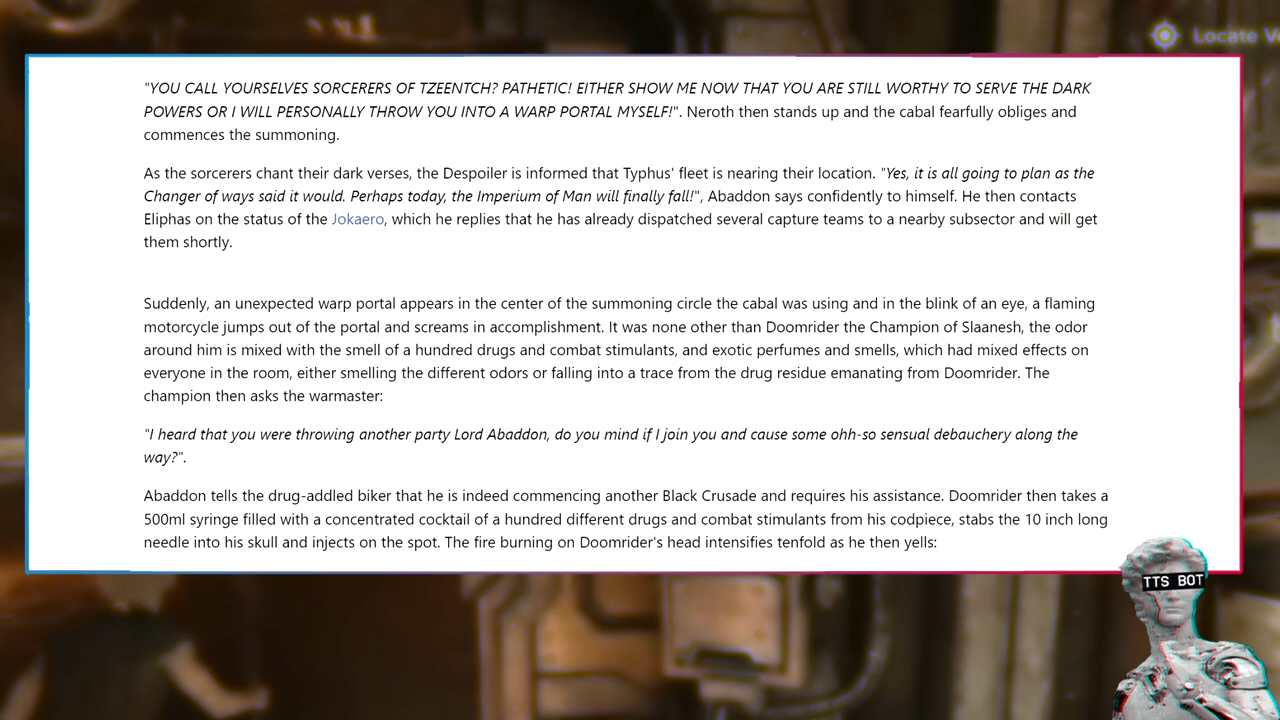 Locate V
"YOU CALL YOURSELVES SORCERERS OF TZEENTCH? PATHETIC! EITHER SHOW ME NOW THAT YOU ARE STILL WORTHY TO SERVE THE DARK
POWERS OR I WILL PERSONALLY THROW YOU INTO A WARP PORTAL MYSELF!". Neroth then stands up and the cabal fearfully obliges and
commences the summoning.
As the sorcerers chant their dark verses, the Despoiler is informed that Typhus' fleet is nearing their location. "Yes, it is all going to plan as the
Changer of ways said it would. Perhaps today, the Imperium of Man will finally fall!", Abaddon says confidently to himself. He then contacts
Eliphas on the status of the Jokaero, which he replies that he has already dispatched several capture teams to a nearby subsector and will get
them shortly.
Suddenly, an unexpected warp portal appears in the center of the summoning circle the cabal was using and in the blink of an eye, a flaming
motorcycle jumps out of the portal and screams in accomplishment. It was none other than Doomrider the Champion of Slaanesh, the odor
around him is mixed with the smell of a hundred drugs and combat stimulants, and exotic perfumes and smells, which had mixed effects on
everyone in the room, either smelling the different odors or falling into a trace from the drug residue emanating from Doomrider. The
champion then asks the warmaster:
"I heard that you were throwing another party Lord Abaddon, do you mind if I join you and cause some ohh-so sensual debauchery along the
way?".
Abaddon tells the drug-addled biker that he is indeed commencing another Black Crusade and requires his assistance. Doomrider then takes a
500ml syringe filled with a concentrated cocktail of a hundred different drugs and combat stimulants from his codpiece, stabs the 10 inch long
needle into his skull and injects on the spot. The fire burning on Doomrider's head intensifies tenfold as he then yells:
TTS BOT